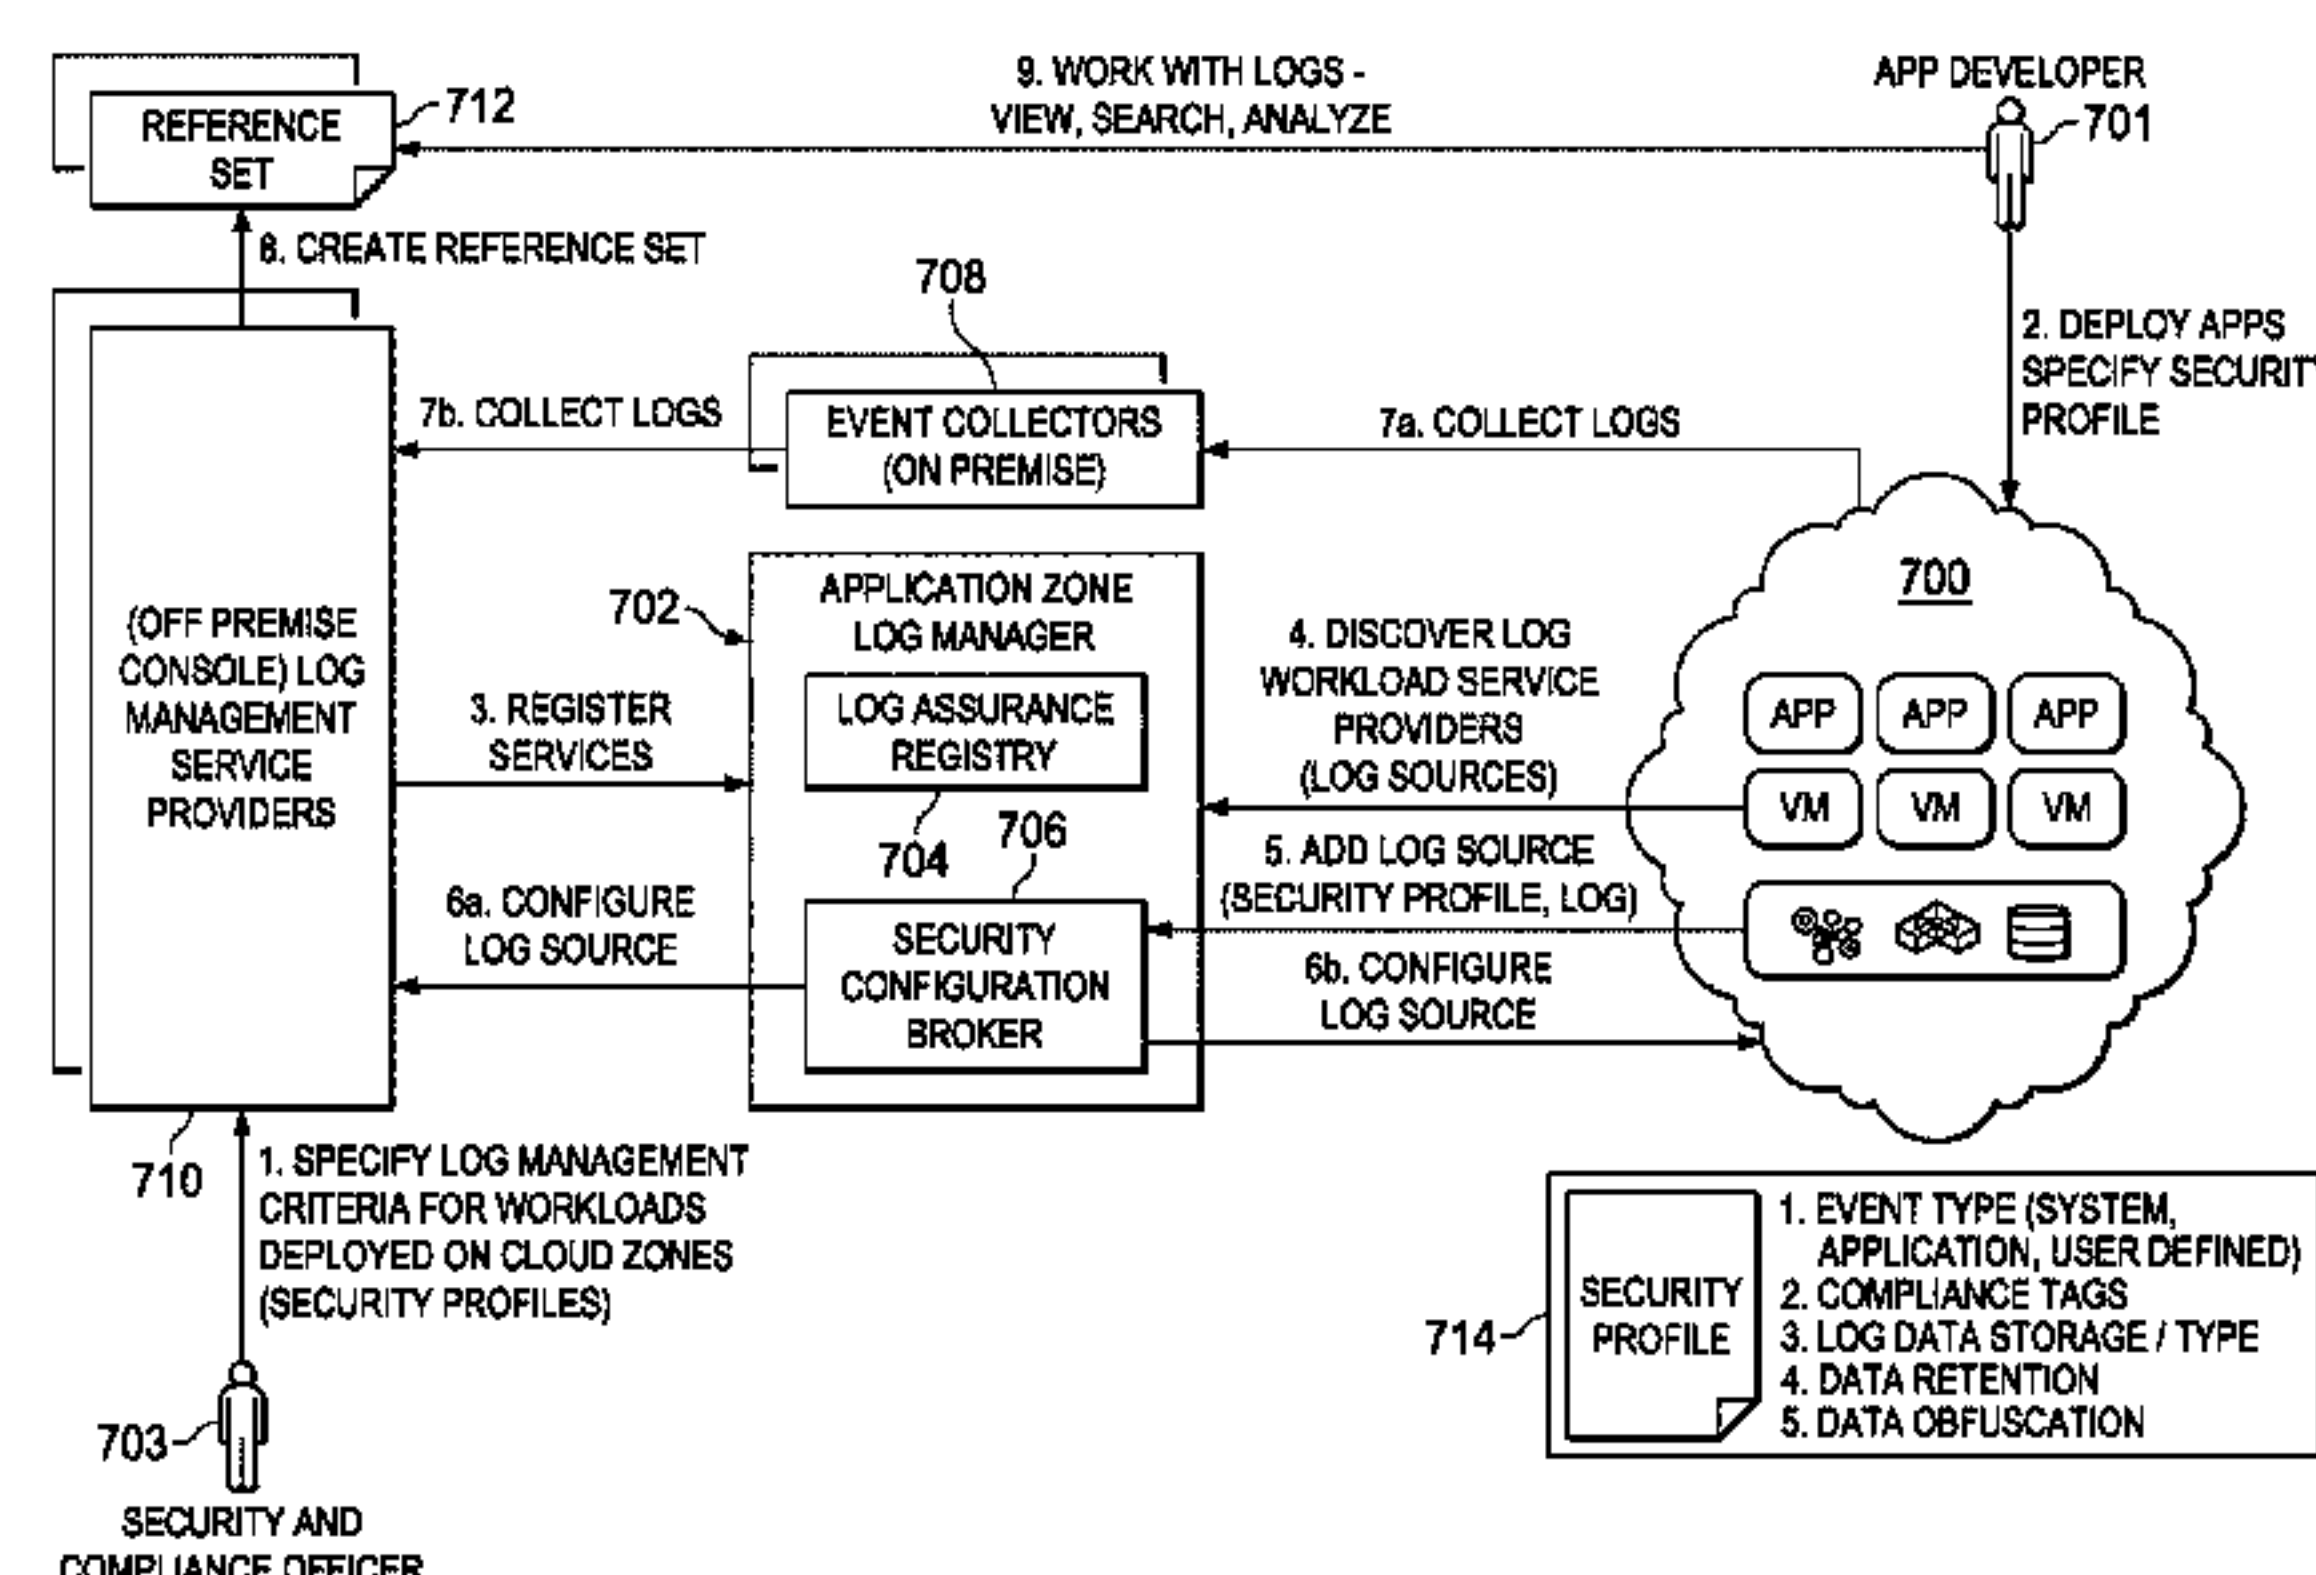 9. WORK WITH LOGS -
VIEW, SEARCH, ANALYZE
APP DEVELOPER
701
REFERENCE
SET
712
8. CREATE REFERENCE SET
708
2. DEPLOY APPS
SPECIFY SECURITY
PROFILE
7b. COLLECT LOGS
EVENT COLLECTORS
(ON PREMISE)
7a. COLLECT LOGS
(OFF PREMISE
CONSOLE) LOG
MANAGEMENT
SERVICE
PROVIDERS
710
702
APPLICATION ZONE
LOG MANAGER
3. REGISTER
SERVICES
LOG ASSURANCE
REGISTRY
704
706
4. DISCOVER LOG
WORKLOAD SERVICE
PROVIDERS
(LOG SOURCES)
700
APP
APP
APP
VM
VM
VM
5. ADD LOG SOURCE
(SECURITY PROFILE, LOG)
6a. CONFIGURE
LOG SOURCE
SECURITY
CONFIGURATION
BROKER
6b. CONFIGURE
LOG SOURCE
1. SPECIFY LOG MANAGEMENT
CRITERIA FOR WORKLOADS
DEPLOYED ON CLOUD ZONES
(SECURITY PROFILES)
703
SECURITY AND
COMPLIANCE OFFICER
714
SECURITY
PROFILE
1. EVENT TYPE (SYSTEM,
APPLICATION, USER DEFINED)
2. COMPLIANCE TAGS
3. LOG DATA STORAGE / TYPE
4. DATA RETENTION
5. DATA OBFUSCATION